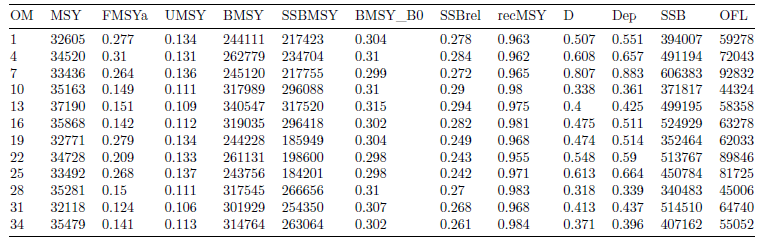 OM MSY FMSYa UMSY BMSY SSBMSY BMSY_B0 SSBrel recMSY D Dep SSB OFL
1 32605 0.277 0.134 244111 217423 0.304 0.278 0.963 0.507 0.551 394007 59278
4 34520 0.31 0.131 262779 234704 0.31 0.284 0.962 0.608 0.657 491194 72043
7 33436 0.264 0.136 245120 217755 0.299 0.272 0.965 0.807 0.883 606383 92832
10 35163 0.149 0.111 317989 296088 0.31 0.29 0.98 0.338 0.361 371817 44324
13 37190 0.151 0.109 340547 317520 0.315 0.294 0.975 0.4 0.425 499195 58358
16 35868 0.142 0.112 319035 296418 0.302 0.282 0.981 0.475 0.511 524929 63278
19 32771 0.279 0.134 244228 185949 0.304 0.249 0.968 0.474 0.514 352464 62033
22 34728 0.209 0.133 261131 198600 0.298 0.243 0.955 0.548 0.59 513767 89846
25 33492 0.268 0.137 243756 184201 0.298 0.242 0.971 0.613 0.664 450784 81725
28 35281 0.15 0.111 317545 266656 0.31 0.27 0.983 0.318 0.339 340483 45006
31 32118 0.124 0.106 301929 254350 0.307 0.268 0.968 0.413 0.437 514510 64740
34 35479 0.141 0.113 314764 263064 0.302 0.261 0.984 0.371 0.396 407162 55052